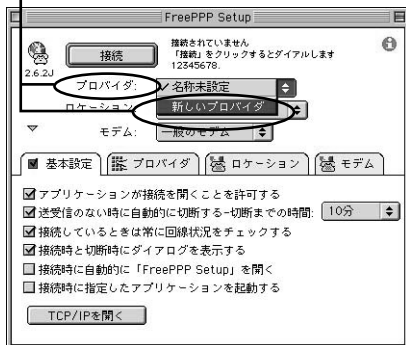 FreePPP Setup
接続
接続されていません
「接続」をクリックするとダイアルします
12345678.
2.6.2J
プロバイダ: ✓名称未設定
新しいプロバイダ
ロケーション:
モデム: 一般のモデム
基本設定 プロバイダ ロケーション モデム
アプリケーションが接続を開くことを許可する
送受信のない時に自動的に切断する-切断までの時間: 10分
接続しているときは常に回線状況をチェックする
接続時と切断時にダイアログを表示する
接続時に自動的に「FreePPP Setup」を開く
接続時に指定したアプリケーションを起動する
TCP/IPを開く